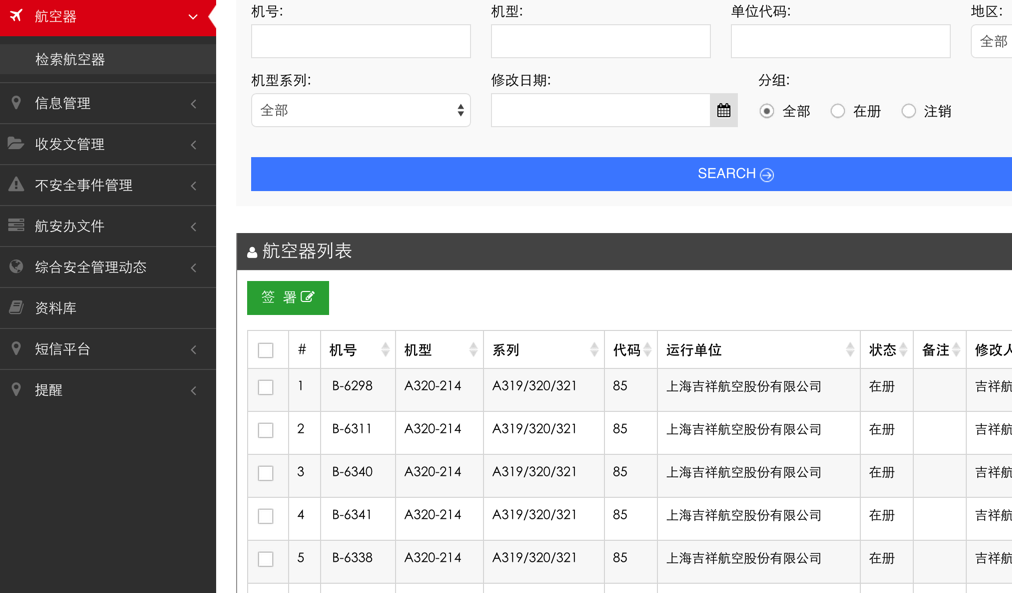 航空器
检索航空器
信息管理
收发文管理
不安全事件管理
航安办文件
综合安全管理动态
资料库
短信平台
提醒
机号: 机型: 单位代码: 地区:
全部
机型系列: 修改日期: 分组:
全部 全部 在册 注销
SEARCH
航空器列表
签 署
# 机号 机型 系列 代码 运行单位 状态 备注 修改人
1 B-6298 A320-214 A319/320/321 85 上海吉祥航空股份有限公司 在册 吉祥航
2 B-6311 A320-214 A319/320/321 85 上海吉祥航空股份有限公司 在册 吉祥航
3 B-6340 A320-214 A319/320/321 85 上海吉祥航空股份有限公司 在册 吉祥航
4 B-6341 A320-214 A319/320/321 85 上海吉祥航空股份有限公司 在册 吉祥航
5 B-6338 A320-214 A319/320/321 85 上海吉祥航空股份有限公司 在册 吉祥航